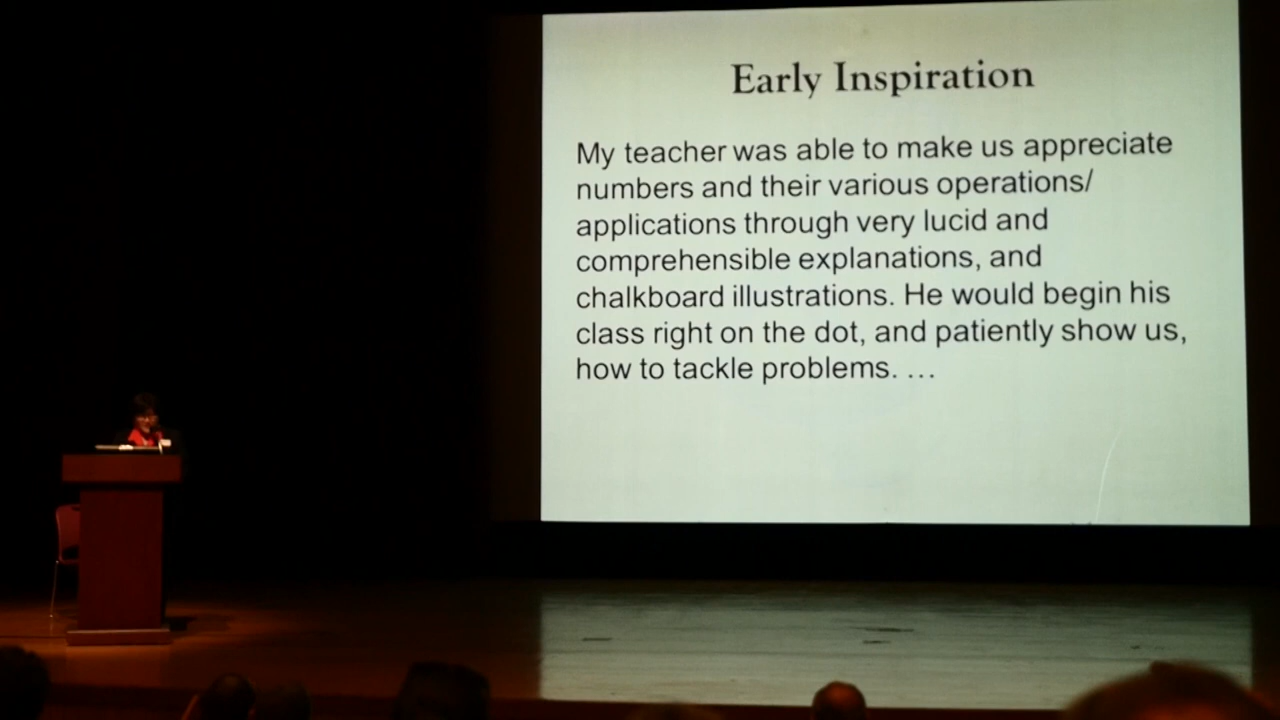 Early Inspiration
My teacher was able to make us appreciate
numbers and their various operations/
applications through very lucid and
comprehensible explanations, and
chalkboard illustrations. He would begin his
class right on the dot, and patiently show us,
how to tackle problems. …